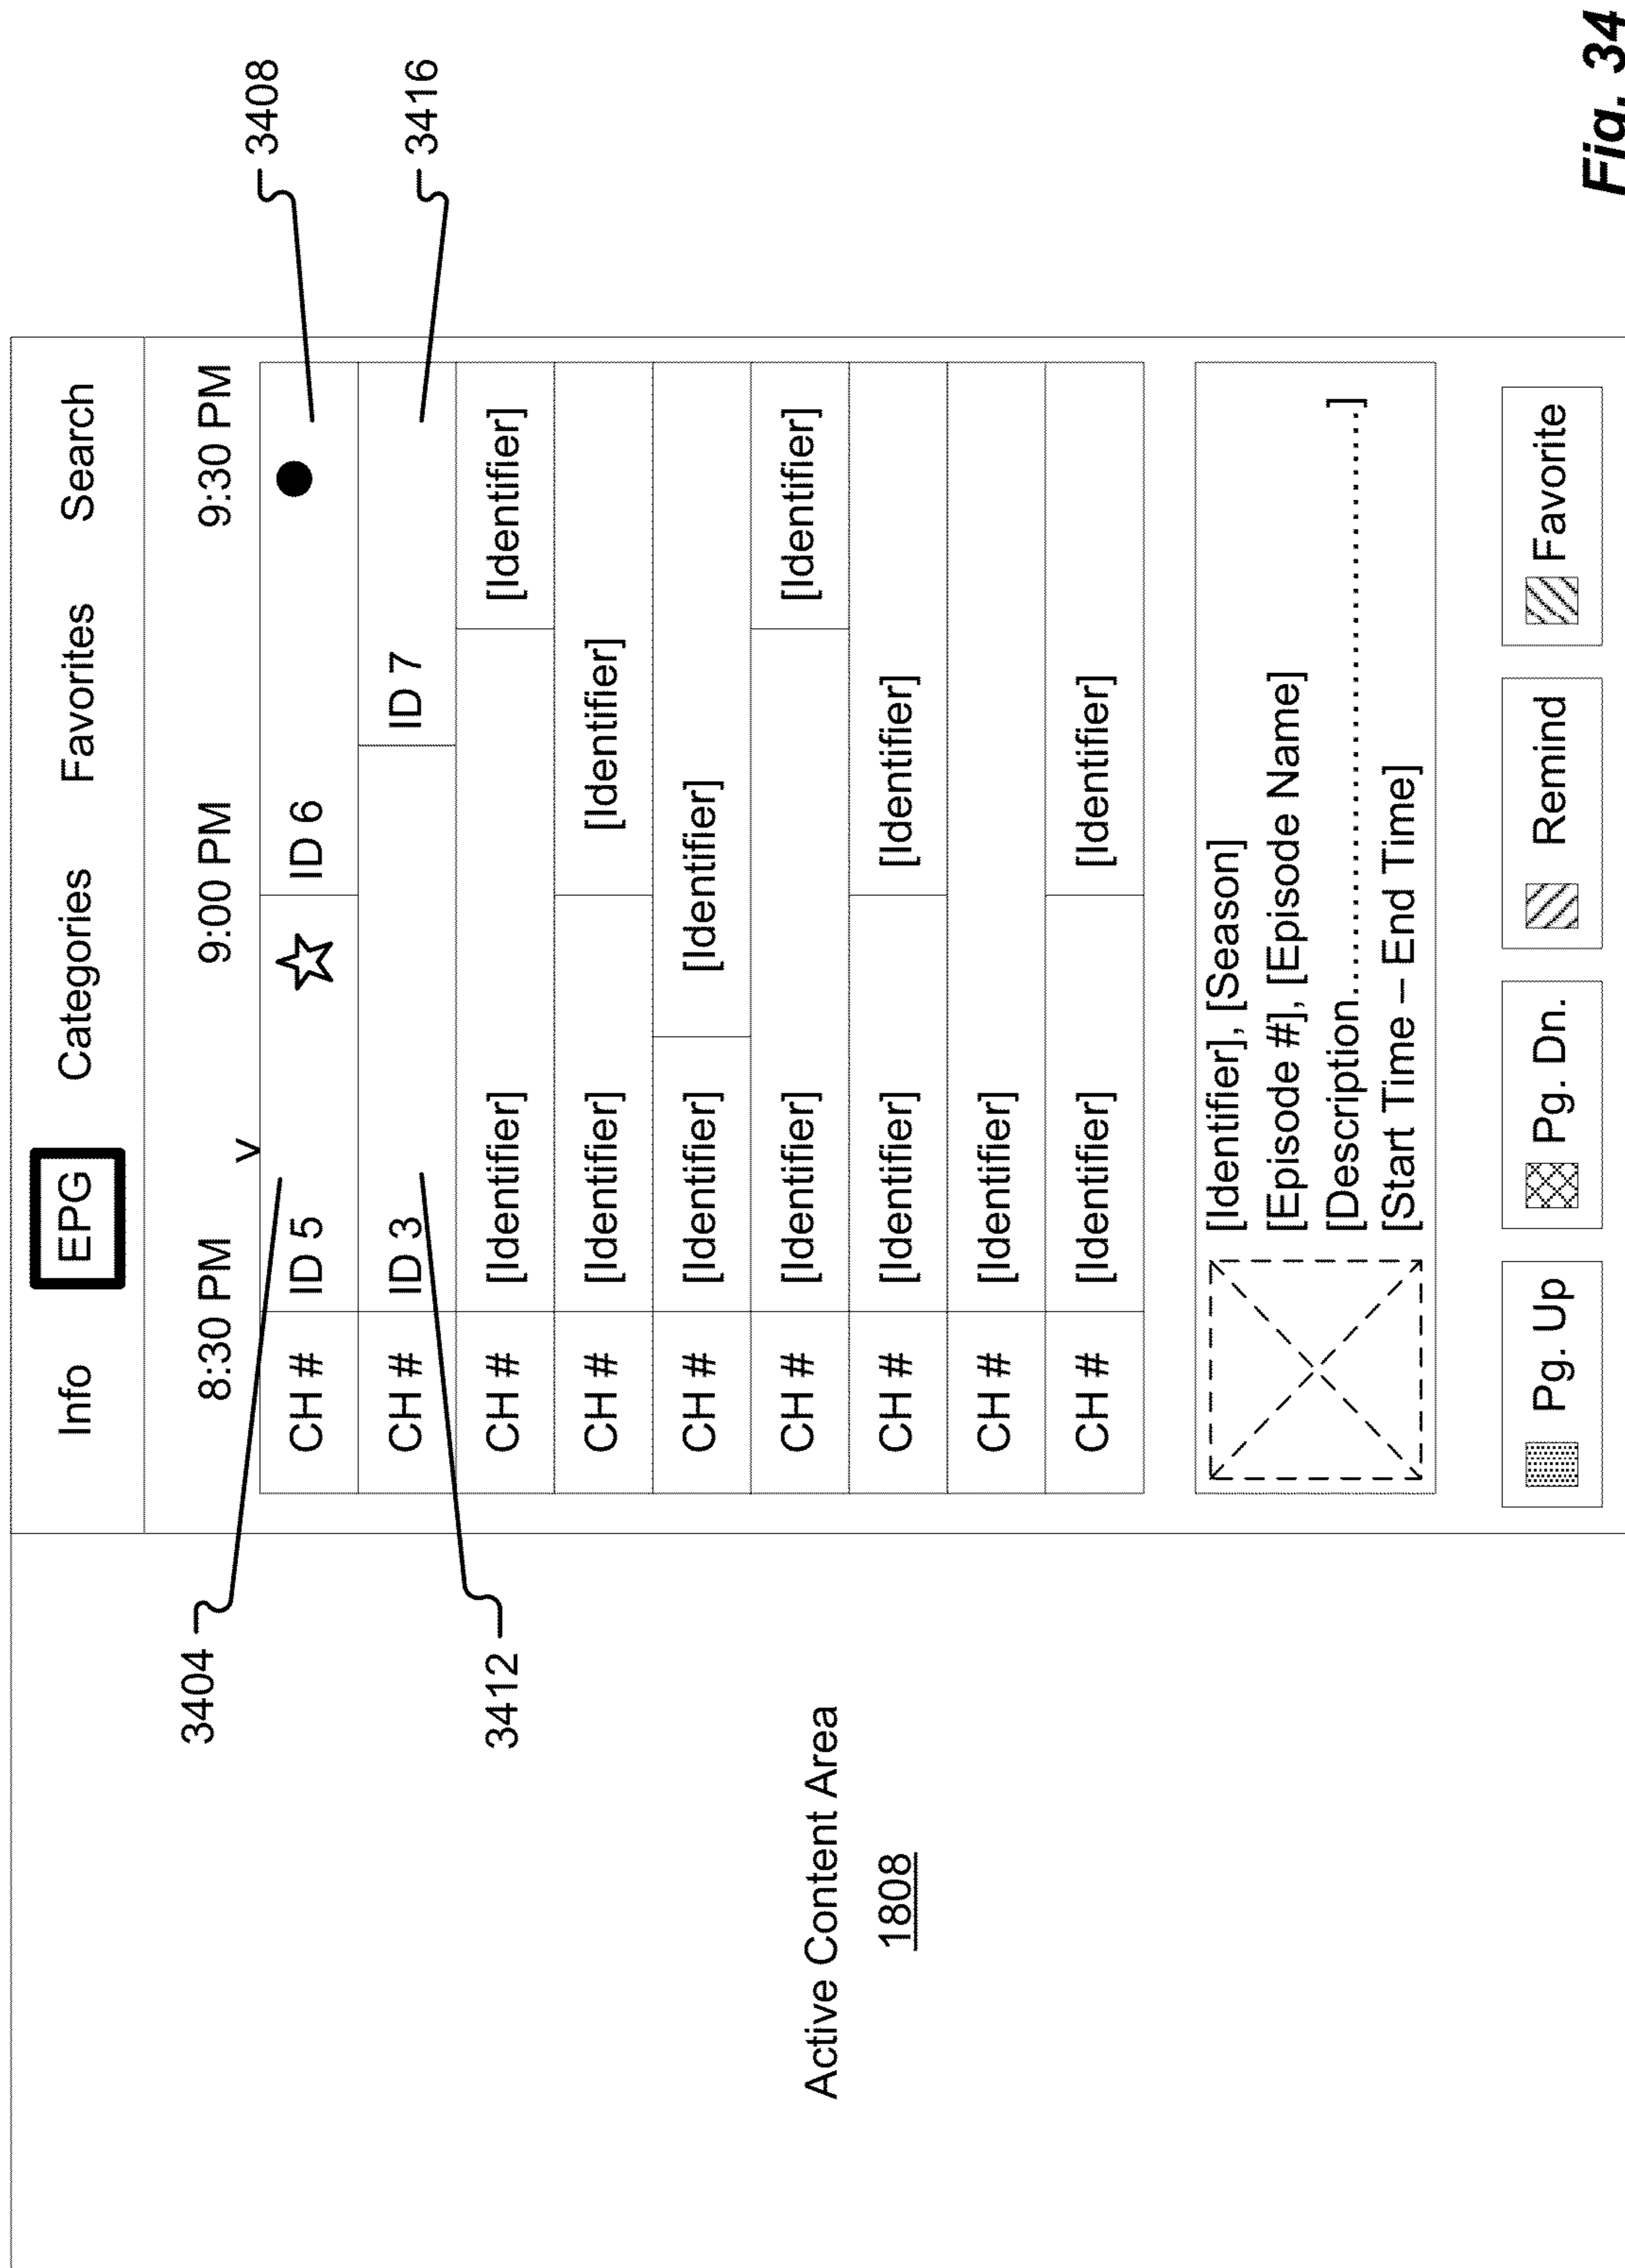 Info EPG Categories Favorites Search
8:30 PM 9:00 PM 9:30 PM
v
3404
3408
CH # ID 5 ID 6
3412
3416
CH # ID 3 ID 7
CH # [Identifier] [Identifier]
CH # [Identifier] [Identifier]
CH # [Identifier] [Identifier]
CH # [Identifier] [Identifier]
CH # [Identifier] [Identifier]
CH # [Identifier]
CH # [Identifier] [Identifier]
Active Content Area
1808
[Identifier], [Season]
[Episode #], [Episode Name]
[Description..............................................]
[Start Time – End Time]
Pg. Up Pg. Dn. Remind Favorite
Fig. 34